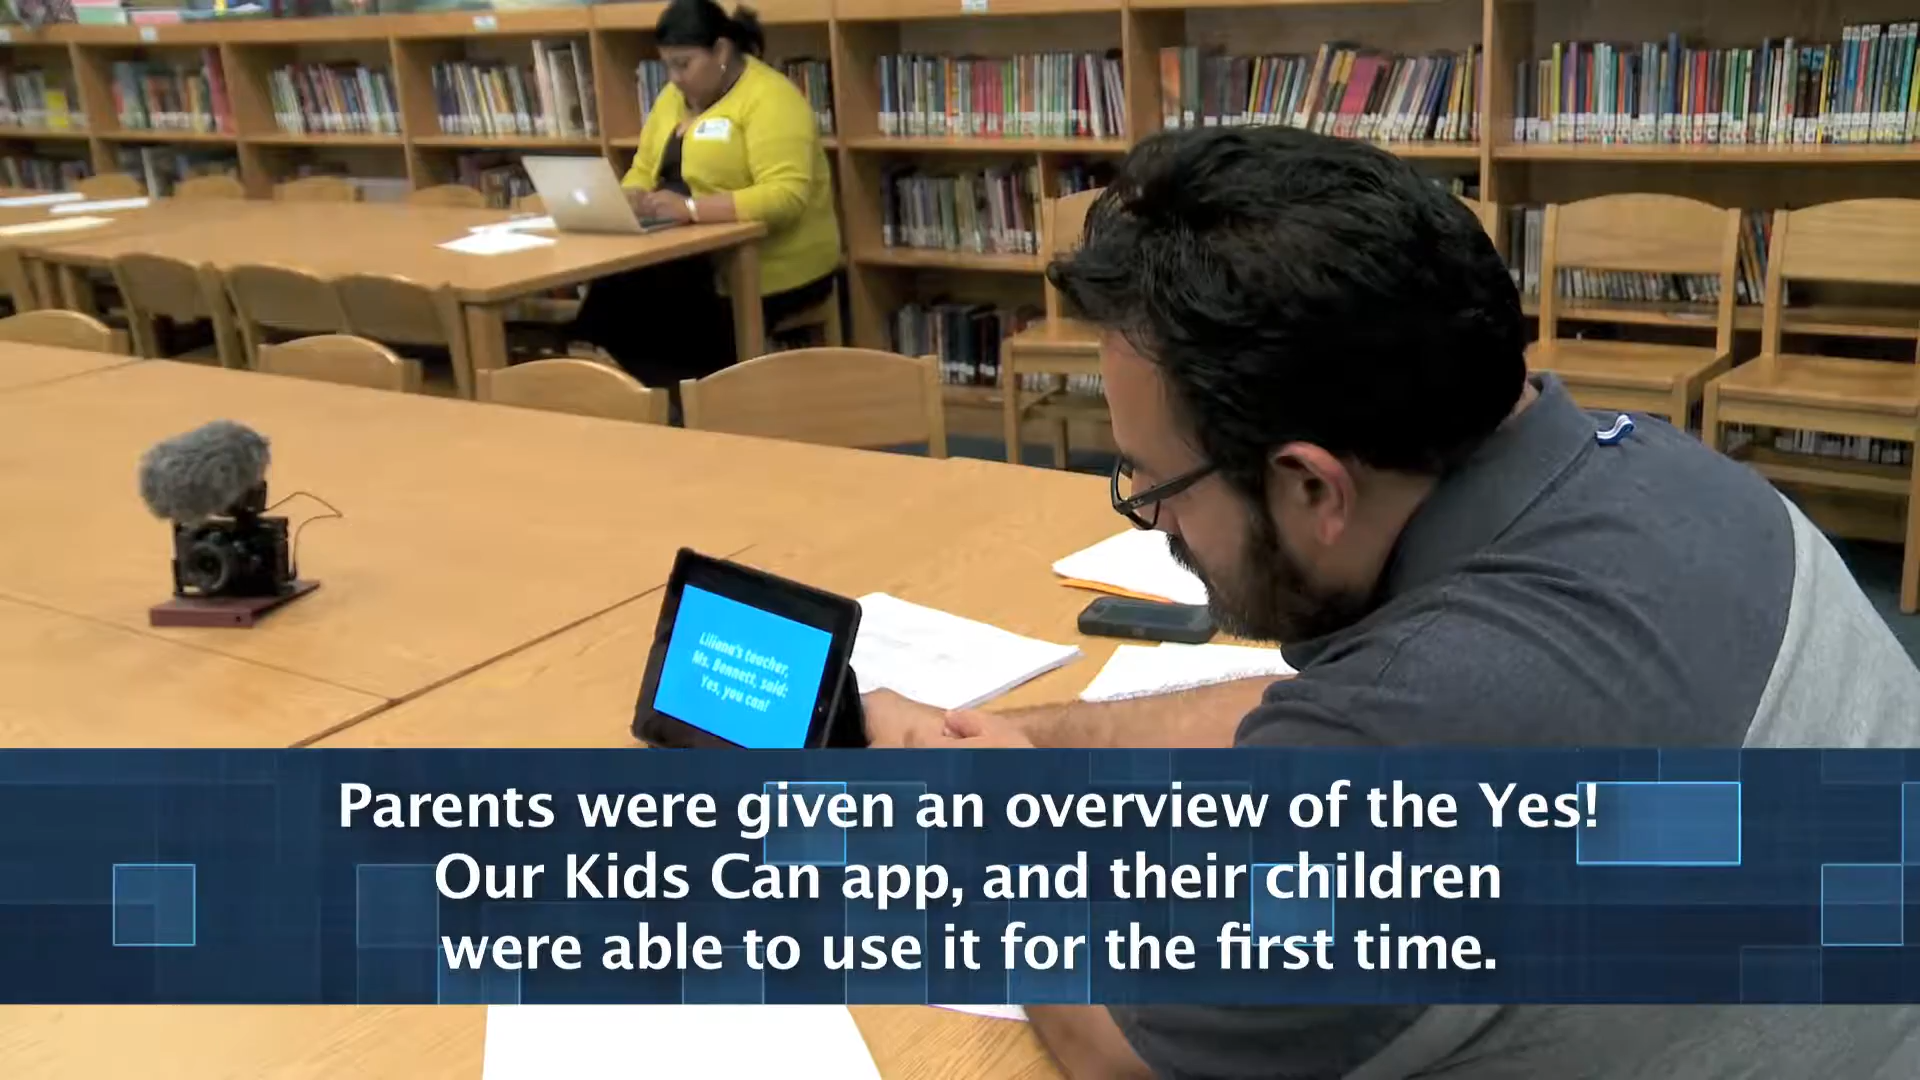 Liliana's teacher,
Ms. Bennett, said:
Yes, you can!
Parents were given an overview of the Yes!
Our Kids Can app, and their children
were able to use it for the first time.